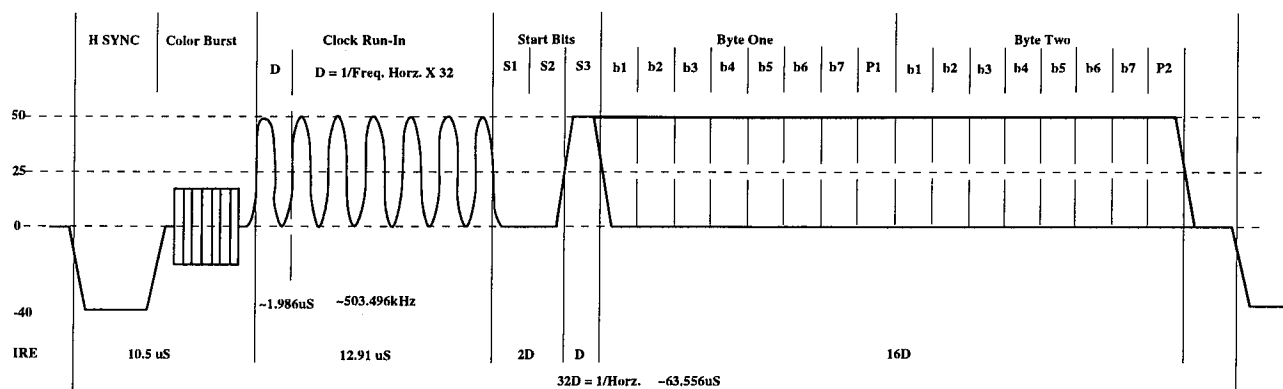 H SYNC Color Burst Clock Run-In Start Bits Byte One Byte Two
D D = 1/Freq. Horz. X 32 S1 S2 S3 b1 b2 b3 b4 b5 b6 b7 P1 b1 b2 b3 b4 b5 b6 b7 P2
50
25
0
~1.986uS ~503.496kHz
-40
IRE 10.5 uS 12.91 uS 2D D 16D
32D = 1/Horz. ~63.556uS